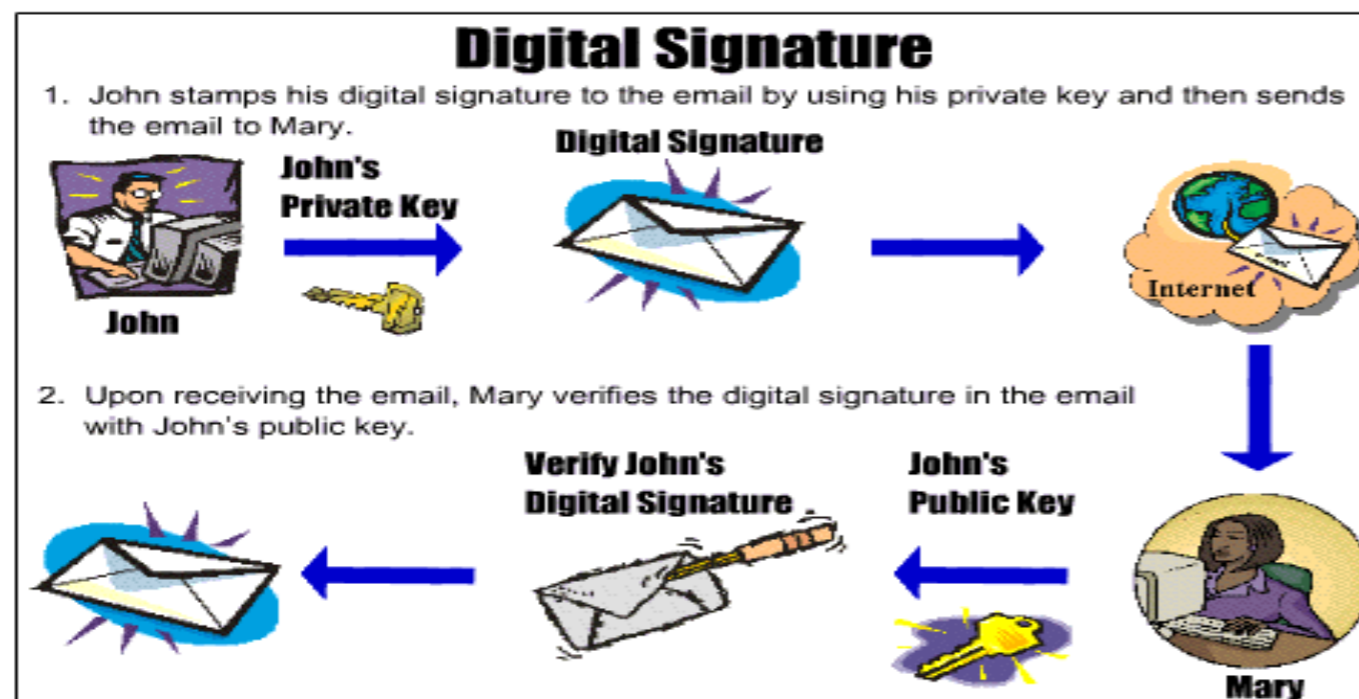 Digital Signature
1. John stamps his digital signature to the email by using his private key and then sends
the email to Mary.
Digital Signature
John's
Private Key
John
Internet
2. Upon receiving the email, Mary verifies the digital signature in the email
with John's public key.
Verify John's
Digital Signature
John's
Public Key
Mary